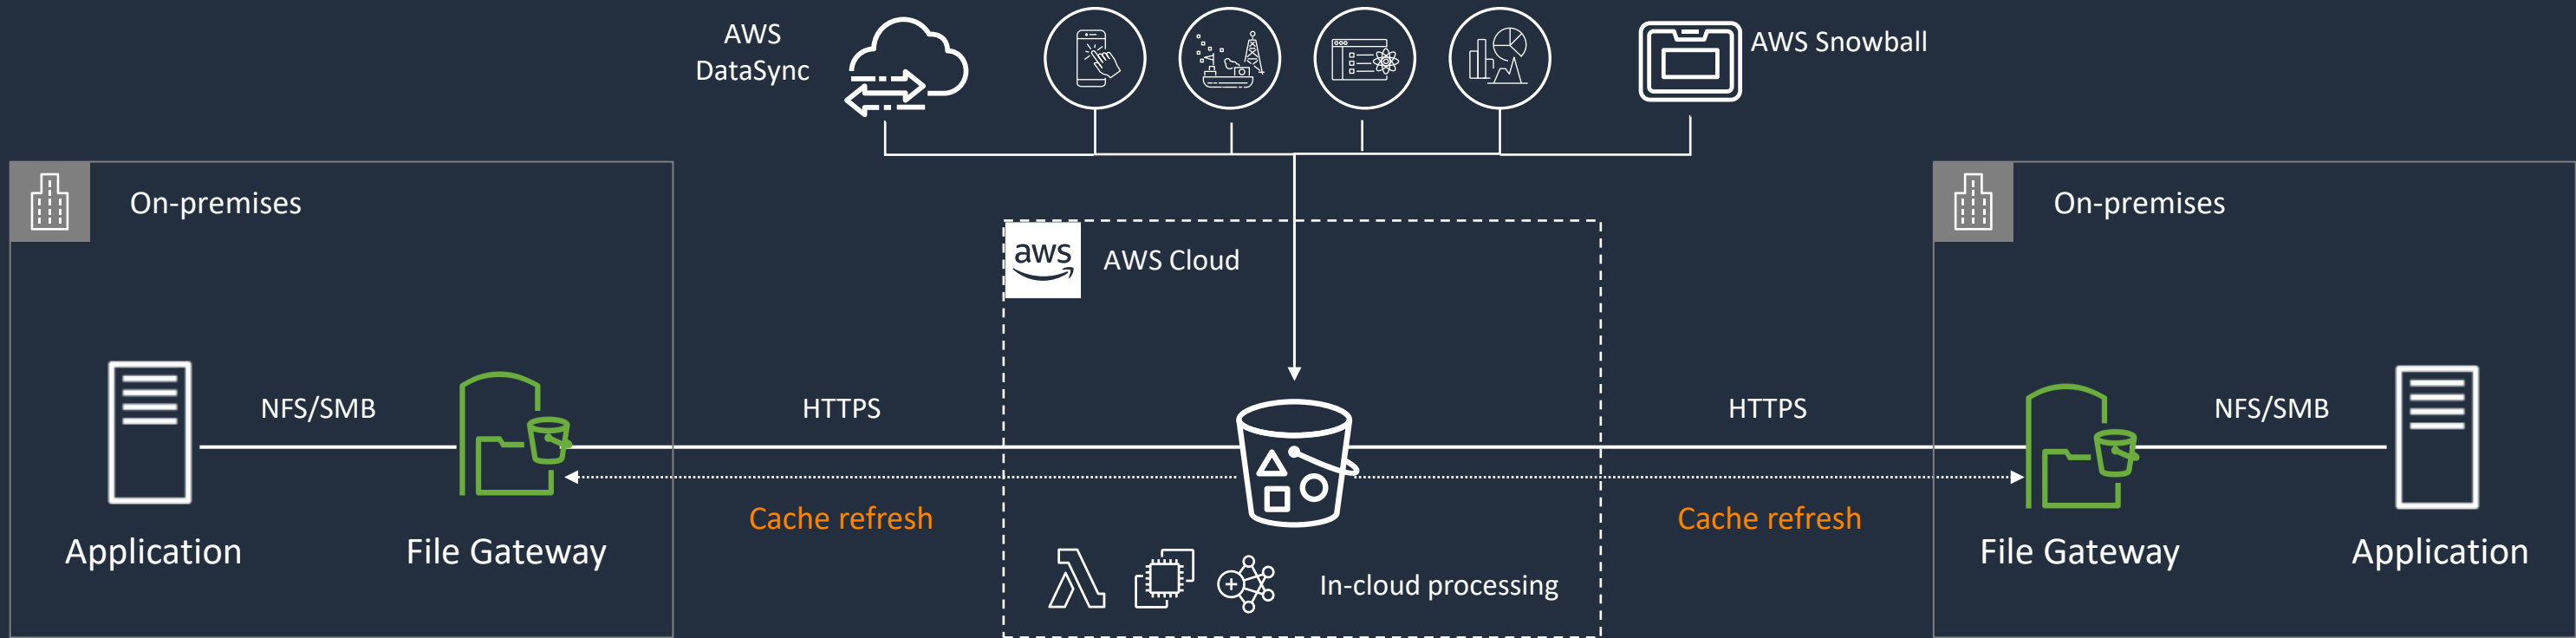 AWS
DataSync
AWS Snowball
On-premises
On-premises
aws
AWS Cloud
NFS/SMB
HTTPS
HTTPS
NFS/SMB
Cache refresh
Cache refresh
Application
File Gateway
File Gateway
Application
In-cloud processing